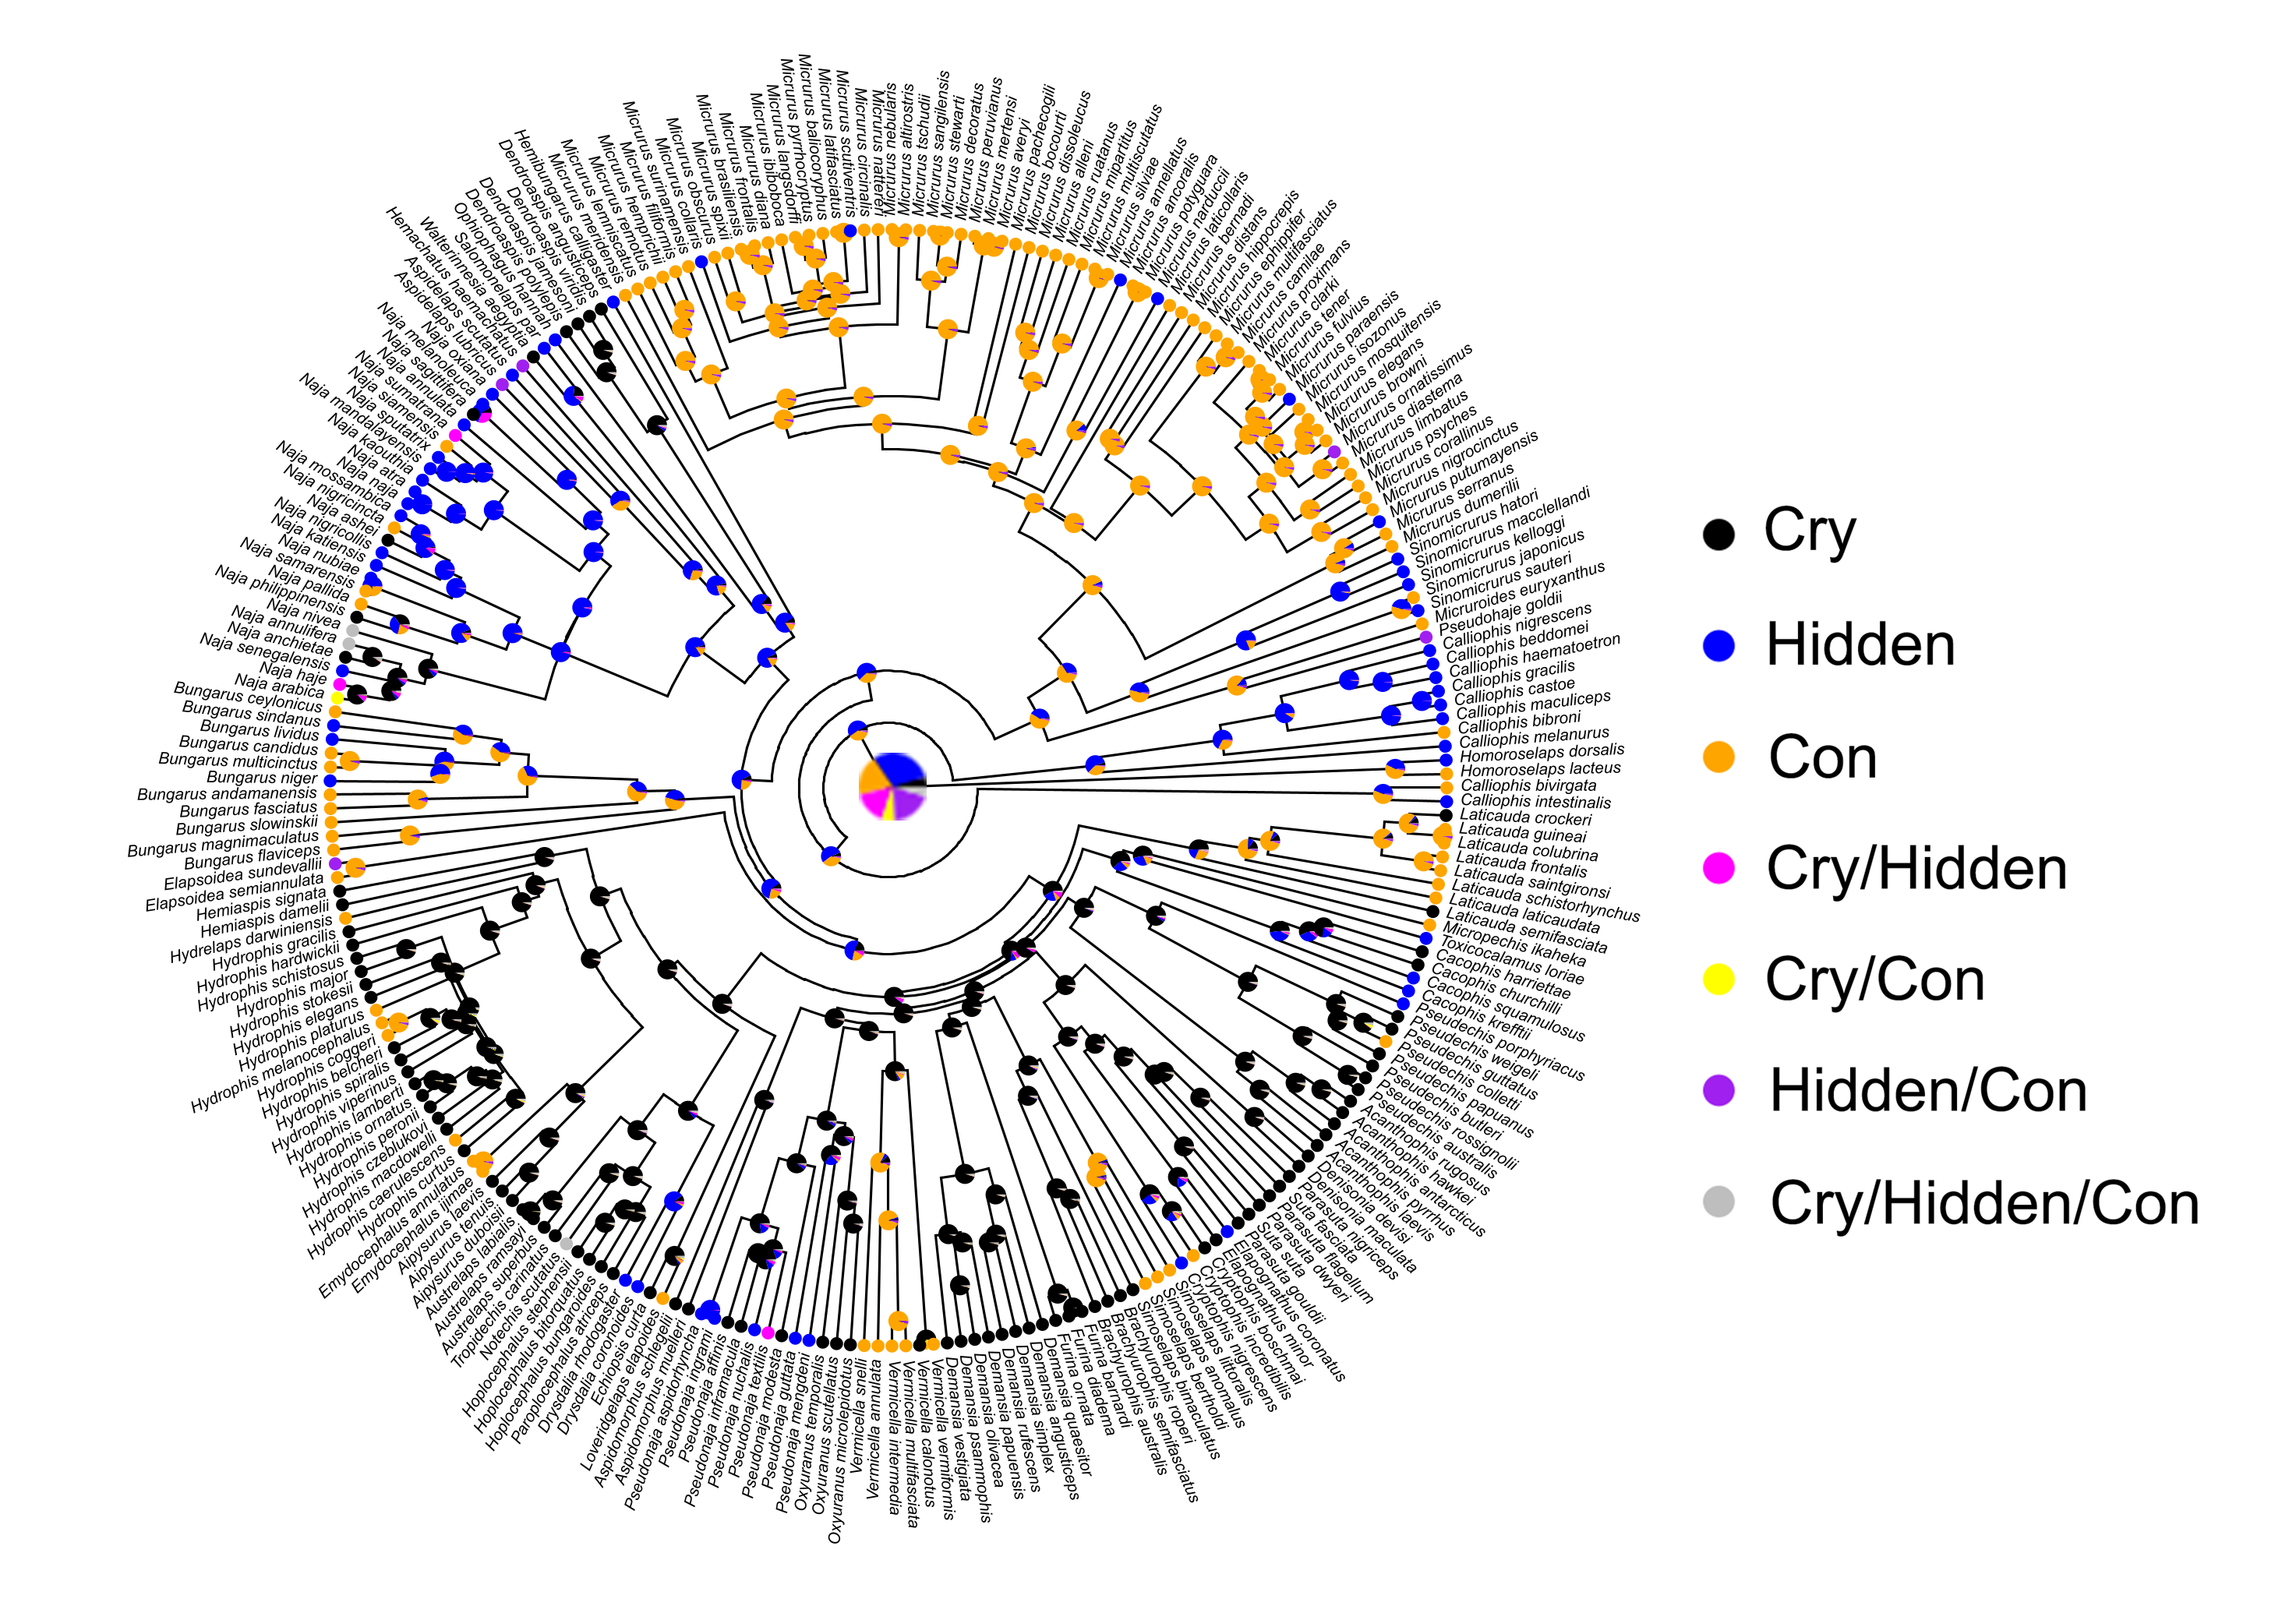 Micrurus tschudii
Micrurus altirostris
Micrurus sangilensis
Micrurus stewarti
Micrurus decoratus
Micrurus peruvianus
Micrurus mertensi
Micrurus averyi
Micrurus pachecogili
Micrurus bocourti
Micrurus dissoleucus
Micrurus alleni
Micrurus ruatanus
Micrurus mipartitus
Micrurus multiscutatus
Micrurus silviae
Micrurus annellatus
Micrurus ancoralis
Micrurus polyguara
Micrurus narduccii
Micrurus laticollaris
Micrurus bernadi
Micrurus distans
Micrurus hippocrepis
Micrurus ephippifer
Micrurus multifasciatus
Micrurus camilae
Micrurus proximans
Micrurus clarki
Micrurus tener
Micrurus fulvius
Micrurus paraensis
Micrurus isozonus
Micrurus mosquitensis
Micrurus elegans
Micrurus browni
Micrurus ornatissimus
Micrurus diastema
Micrurus limbatus
Micrurus psyches
Micrurus corallinus
Micrurus nigrocinctus
Micrurus putumayensis
Micrurus serranus
Micrurus dumerilii
Sinomicrurus hatori
Sinomicrurus macclellandi
Sinomicrurus kelloggi
Sinomicrurus japonicus
Sinomicrurus sauteri
Micruroides euryxanthus
Pseudohaje goldii
Calliophis nigrescens
Calliophis beddomei
Calliophis haematoetron
Calliophis gracilis
Calliophis castoe
Calliophis maculiceps
Calliophis bibroni
Calliophis melanurus
Homoroselaps dorsalis
Homoroselaps lacteus
Calliophis bivirgata
Calliophis intestinalis
Laticauda crockeri
Laticauda guineai
Laticauda colubrina
Laticauda frontalis
Laticauda saintgironsi
Laticauda schistorhynchus
Laticauda laticaudata
Laticauda semifasciata
Micropechis ikaheka
Toxicocalamus loriae
Cacophis harriettae
Cacophis churchilli
Cacophis squamulosus
Cacophis krefftii
Pseudechis porphyriacus
Pseudechis weigeli
Pseudechis guttatus
Pseudechis colletti
Pseudechis papuanus
Pseudechis butleri
Pseudechis rossignolii
Pseudechis australis
Acanthophis rugosus
Acanthophis hawkei
Acanthophis antarcticus
Acanthophis pyrrhus
Acanthophis laevis
Denisonia devisi
Denisonia maculata
Suta fasciata
Parasuta nigriceps
Parasuta flagellum
Suta suta
Parasuta dwyeri
Parasuta gouldii
Elapognathus coronatus
Elapognathus minor
Cryptophis boschmai
Cryptophis incredibilis
Cryptophis nigrescens
Simoselaps littoralis
Simoselaps bertholdi
Simoselaps anomalus
Simoselaps bimaculatus
Brachyurophis roperi
Brachyurophis semifasciatus
Brachyurophis australis
Furina barnardi
Furina diadema
Furina ornata
Demansia quaesitor
Demansia angusticeps
Demansia simplex
Demansia rufescens
Demansia papuensis
Demansia olivacea
Demansia psammophis
Demansia vestigiata
Vermicella vermiformis
Vermicella calonotus
Vermicella multifasciata
Vermicella intermedia
Vermicella annulata
Vermicella snelli
Oxyuranus microlepidotus
Oxyuranus scutellatus
Oxyuranus temporalis
Pseudonaja mengdeni
Pseudonaja guttata
Pseudonaja modesta
Pseudonaja textilis
Pseudonaja nuchalis
Pseudonaja inframacula
Pseudonaja affinis
Pseudonaja ingrami
Pseudonaja aspidorhyncha
Aspidomorphus muelleri
Aspidomorphus schlegelii
Loveridgelaps elapoides
Echiopsis curta
Drysdalia coronoides
Drysdalia rhodogaster
Paroplocephalus atriceps
Hoplocephalus bungaroides
Hoplocephalus bitorquatus
Hoplocephalus stephensii
Notechis scutatus
Tropidechis carinatus
Austrelaps superbus
Austrelaps ramsayi
Austrelaps labialis
Aipysurus duboisii
Aipysurus tenuis
Aipysurus laevis
Emydocephalus ijimae
Emydocephalus annulatus
Hydrophis curtus
Hydrophis caerulescens
Hydrophis macdowelli
Hydrophis czeblukovi
Hydrophis peronii
Hydrophis ornatus
Hydrophis lamberti
Hydrophis viperinus
Hydrophis spiralis
Hydrophis belcheri
Hydrophis coggeri
Hydrophis melanocephalus
Hydrophis platurus
Hydrophis elegans
Hydrophis stokesii
Hydrophis major
Hydrophis schistosus
Hydrophis hardwickii
Hydrophis gracilis
Hydrelaps darwiniensis
Hemiaspis damelii
Hemiaspis signata
Elapsoidea semiannulata
Elapsoidea sundevallii
Bungarus flaviceps
Bungarus magnimaculatus
Bungarus slowinskii
Bungarus fasciatus
Bungarus andamanensis
Bungarus niger
Bungarus multicinctus
Bungarus candidus
Bungarus lividus
Bungarus sindanus
Bungarus ceylonicus
Naja arabica
Naja haje
Naja senegalensis
Naja anchietae
Naja annulifera
Naja nivea
Naja philippinensis
Naja pallida
Naja samarensis
Naja nubiae
Naja katiensis
Naja nigricollis
Naja ashei
Naja nigricincta
Naja mossambica
Naja naja
Naja atra
Naja kaouthia
Naja mandalayensis
Naja sputatrix
Naja siamensis
Naja sumatrana
Naja annulata
Naja sagittifera
Naja melanoleuca
Naja oxiana
Aspidelaps lubricus
Aspidelaps scutatus
Hemachatus haemachatus
Walterinnesia aegyptia
Salomonelaps par
Ophiophagus hannah
Dendroaspis polylepis
Dendroaspis jamesoni
Dendroaspis viridis
Dendroaspis angusticeps
Hemibungarus calligaster
Micrurus meridensis
Micrurus lemniscatus
Micrurus remotus
Micrurus hemprichii
Micrurus filiformis
Micrurus surinamensis
Micrurus collaris
Micrurus obscurus
Micrurus spixii
Micrurus brasiliensis
Micrurus frontalis
Micrurus diana
Micrurus ibiboboca
Micrurus langsdorffi
Micrurus pyrrhocryptus
Micrurus baliocoryphus
Micrurus latifasciatus
Micrurus scutiventris
Micrurus circinalis
Micrurus nattereri
Cry
Hidden
Con
Cry/Hidden
Cry/Con
Hidden/Con
Cry/Hidden/Con